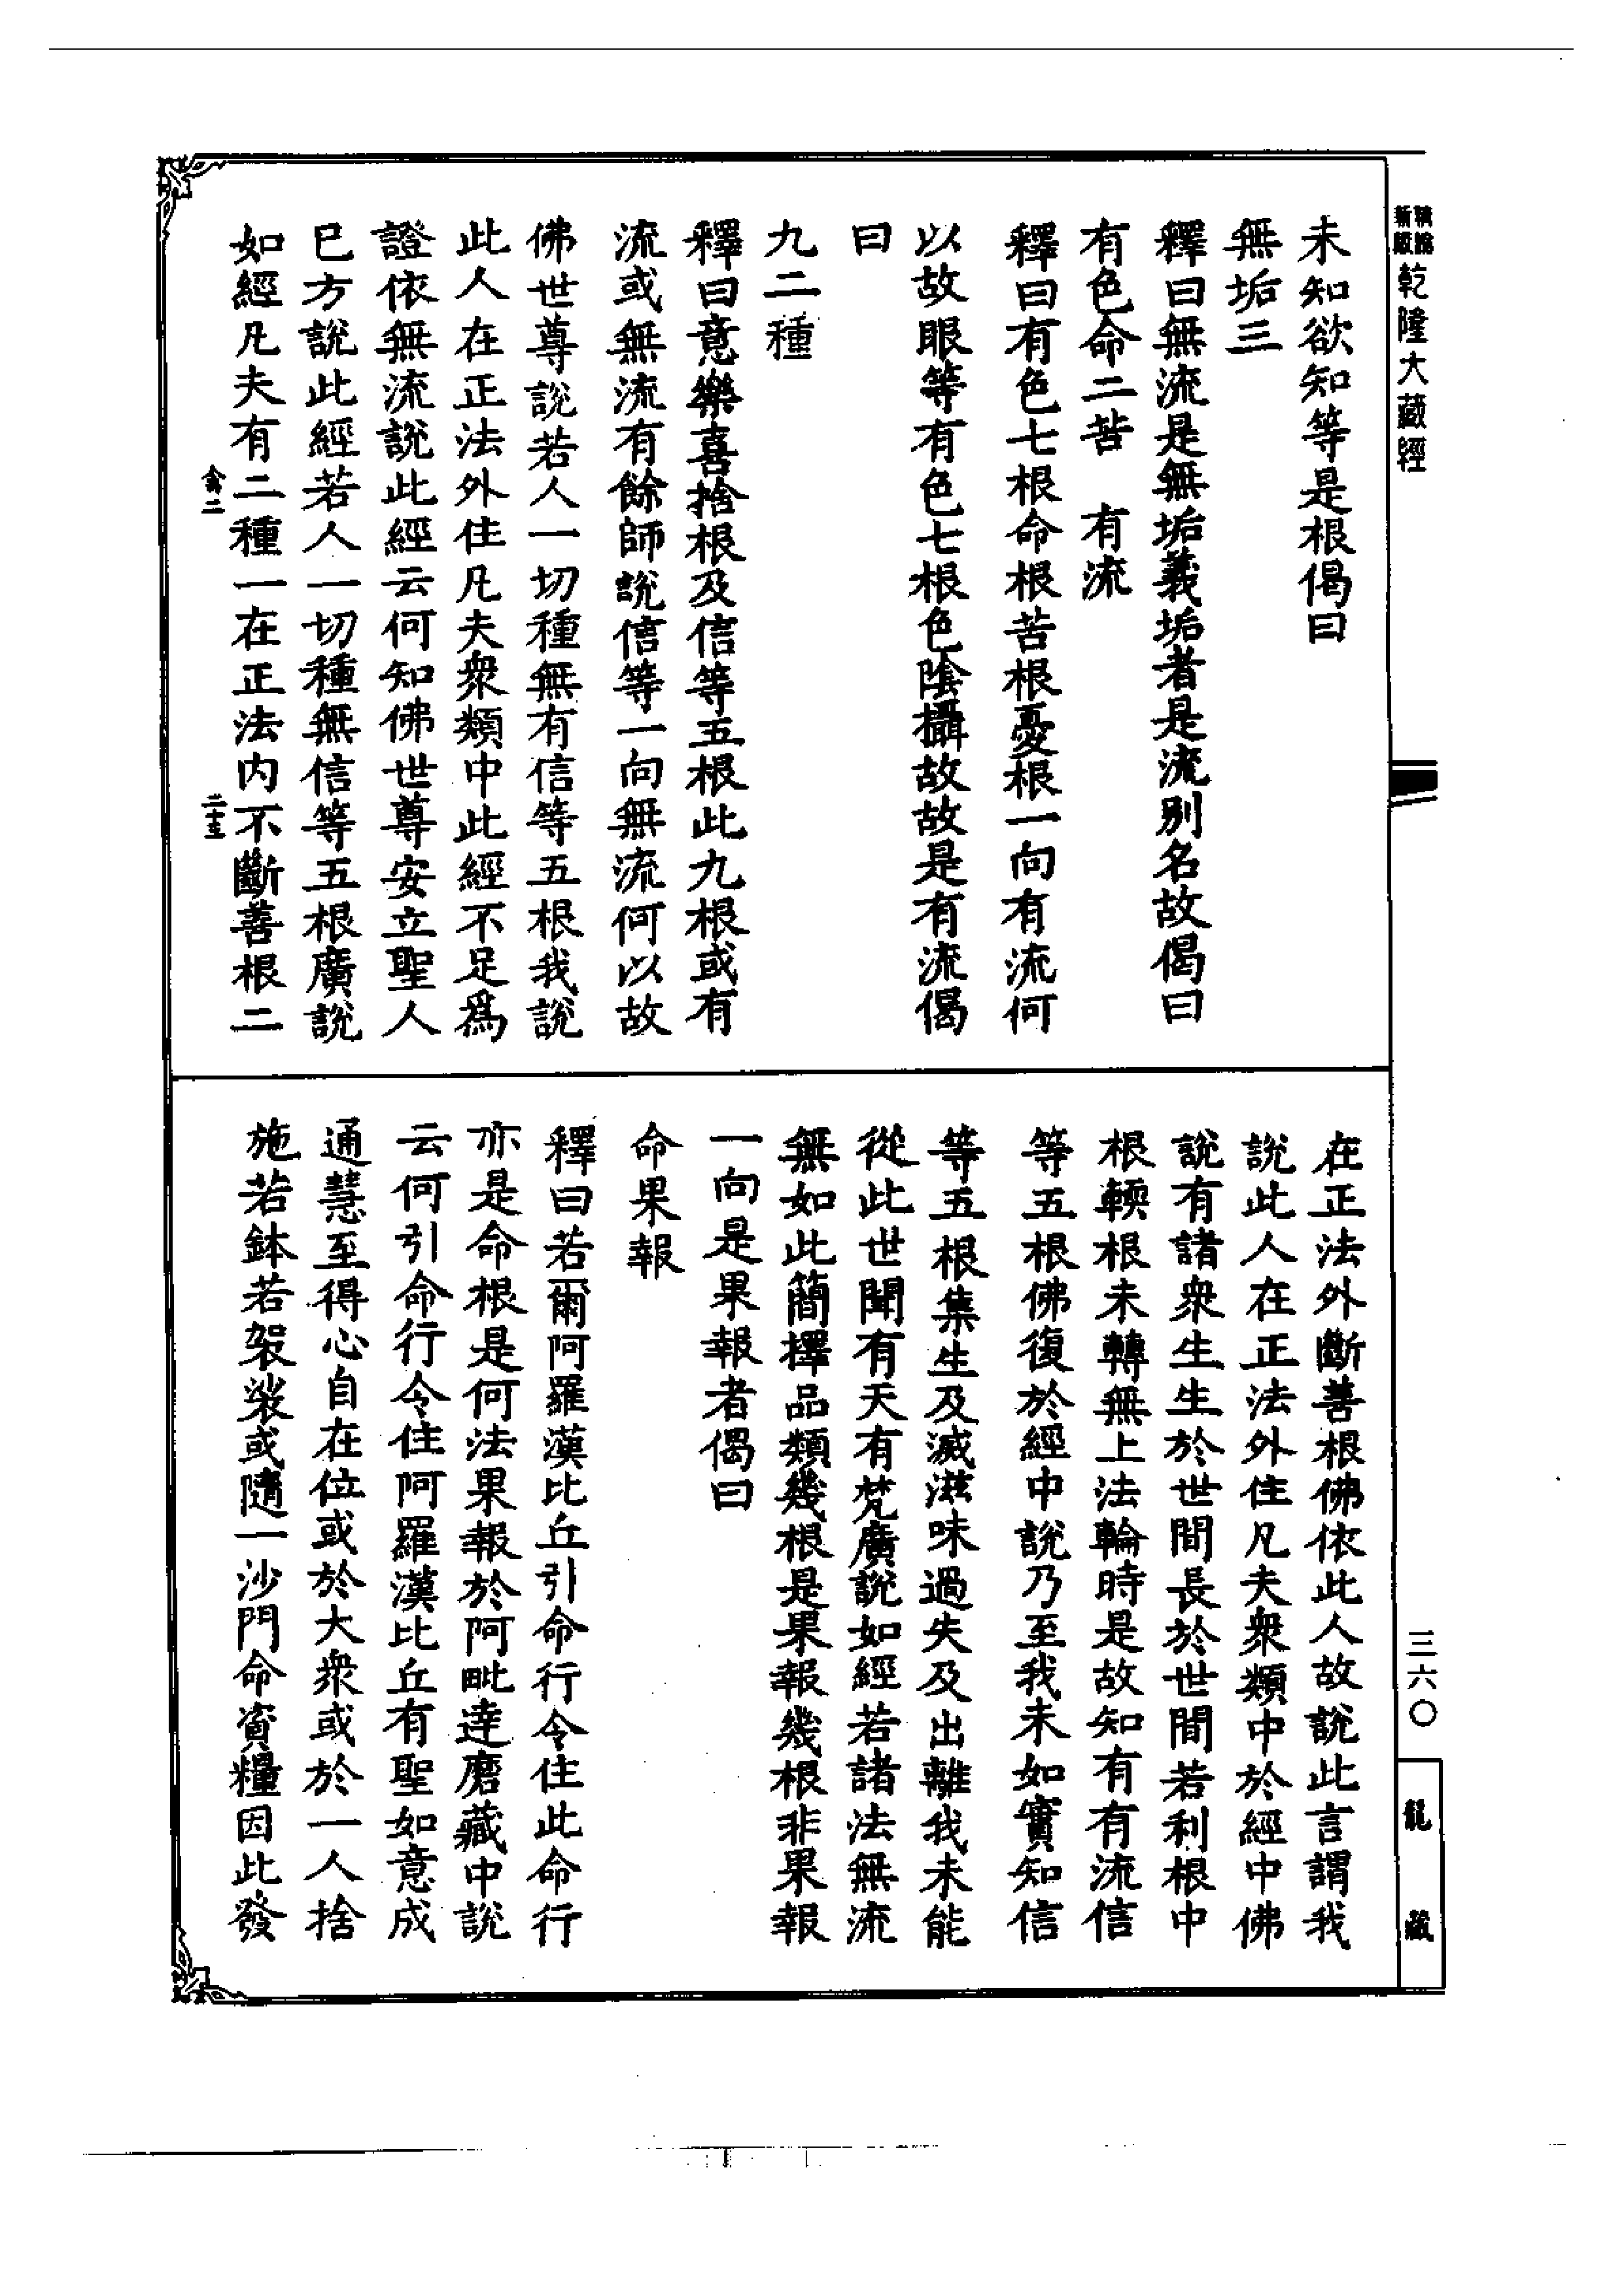 新編
縮版
乾隆大藏經
未知欲知等是根偈曰
無垢三
釋曰無流是無垢義垢者是流別名故偈曰
有色命二苦　有流
釋曰有色七根命根苦根憂根一向有流何
以故眼等有色七根色陰攝故故是有流偈
曰
九二種
釋曰意樂喜捨根及信等五根此九根或有
流或無流有餘師說信等一向無流何以故
佛世尊說若人一切種無有信等五根我說
此人在正法外住凡夫衆類中此經不足爲
證依無流說此經云何知佛世尊安立聖人
已方說此經若人一切種無信等五根廣說
如經凡夫有二種一在正法内不斷善根二
禽二
二十五
在正法外斷善根佛依此人故說此言謂我
說此人在正法外住凡夫衆類中於經中佛
說有諸衆生生於世間長於世間若利根中
根輭根未轉無上法輪時是故知有有流信
等五根佛復於經中說乃至我未如實知信
等五根集生及滅滋味過失及出離我未能
從此世間有天有梵廣說如經若諸法無流
無如此簡擇品類幾根是果報幾根非果報
一向是果報者偈曰
命果報
釋曰若爾阿羅漢比丘引命行令住此命行
亦是命根是何法果報於阿毗達磨藏中說
云何引命行令住阿羅漢比丘有聖如意成
通慧至得心自在位或於大衆或於一人捨
施若鉢若袈裟或隨一沙門命資糧因此發
三六〇
龍藏